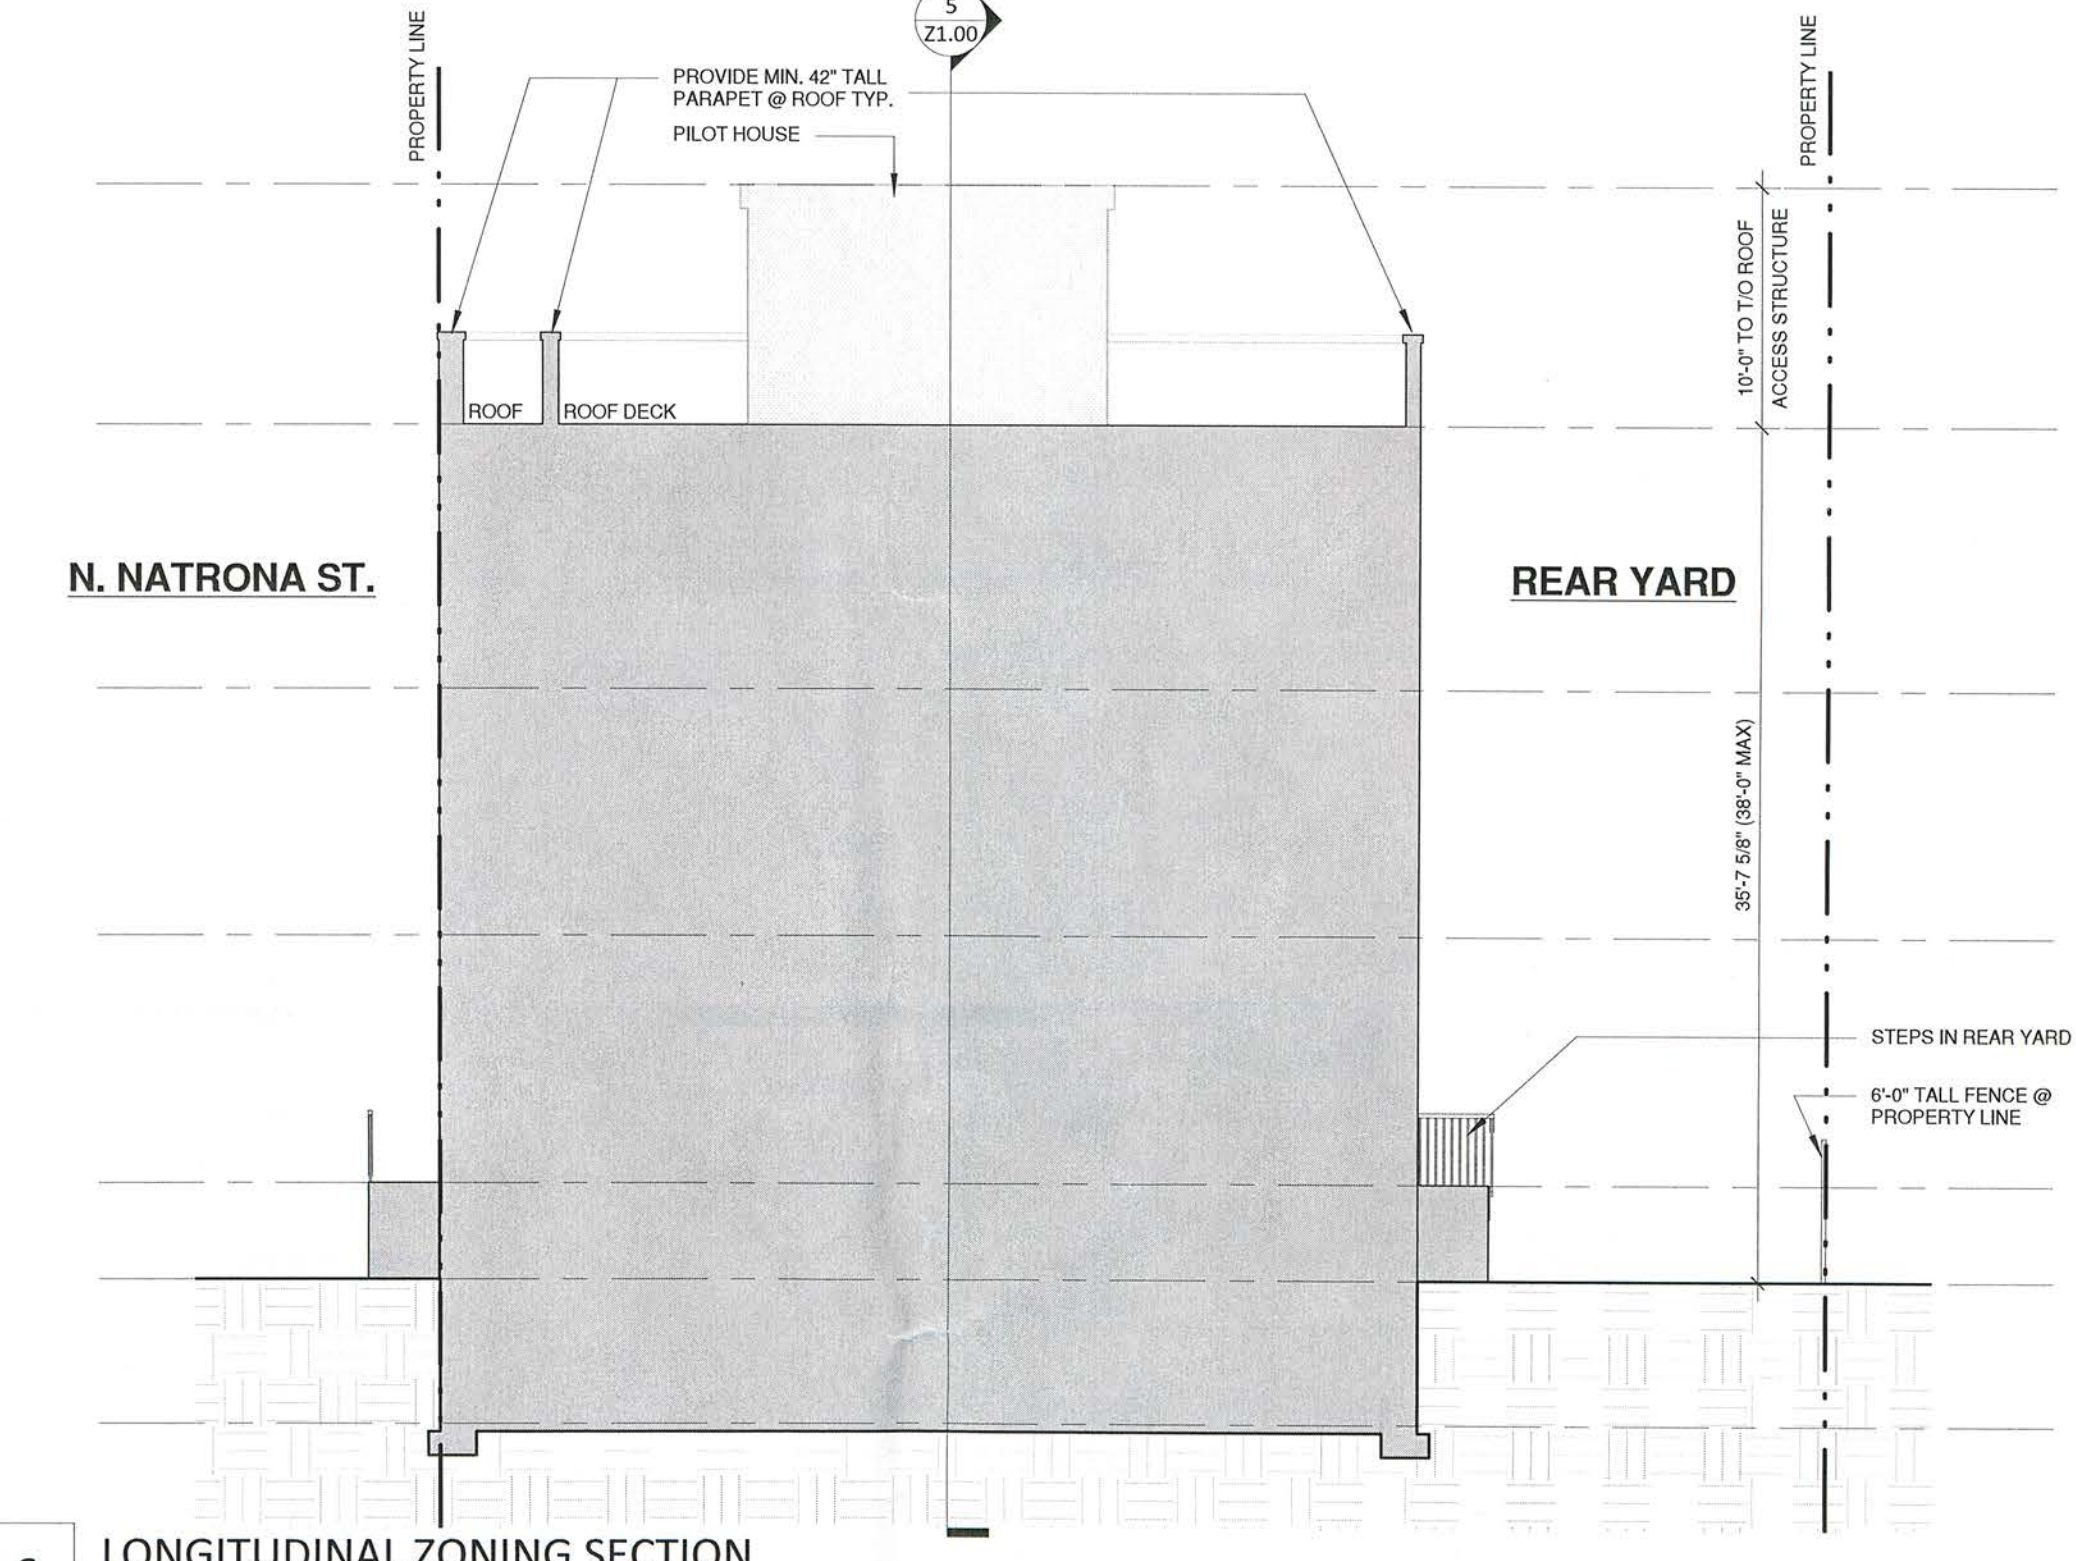 5
Z1.00
PROPERTY LINE
PROPERTY LINE
PROVIDE MIN. 42" TALL
PARAPET @ ROOF TYP.
PILOT HOUSE
10'-0" TO T/O ROOF
ACCESS STRUCTURE
ROOF
ROOF DECK
N. NATRONA ST.
REAR YARD
35'-7 5/8" (38'-0" MAX)
STEPS IN REAR YARD
6'-0" TALL FENCE @
PROPERTY LINE
LONGITUDINAL ZONING SECTION